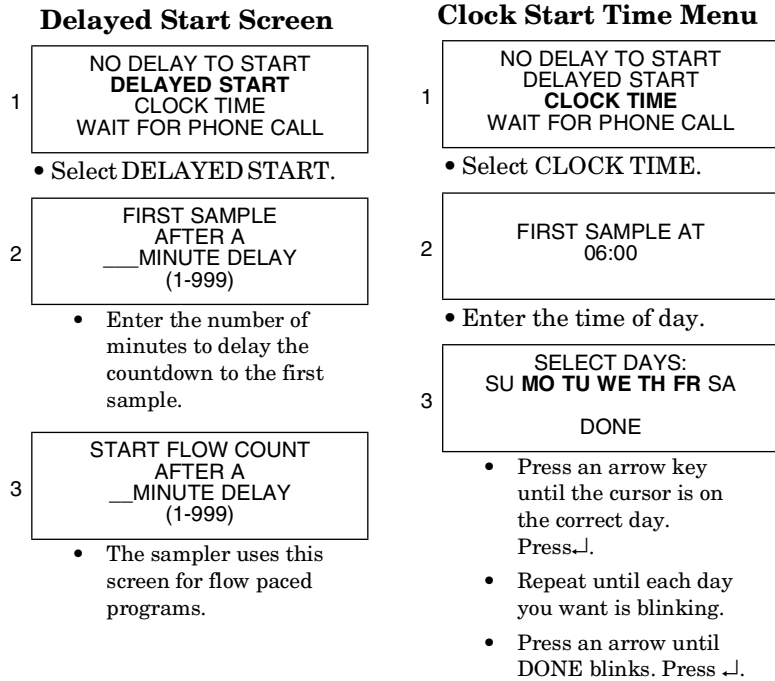 Delayed Start Screen
1
NO DELAY TO START
DELAYED START
CLOCK TIME
WAIT FOR PHONE CALL
• Select DELAYED START.
2
FIRST SAMPLE
AFTER A
___MINUTE DELAY
(1-999)
• Enter the number of
minutes to delay the
countdown to the first
sample.
3
START FLOW COUNT
AFTER A
__MINUTE DELAY
(1-999)
• The sampler uses this
screen for flow paced
programs.
Clock Start Time Menu
1
NO DELAY TO START
DELAYED START
CLOCK TIME
WAIT FOR PHONE CALL
• Select CLOCK TIME.
2
FIRST SAMPLE AT
06:00
• Enter the time of day.
3
SELECT DAYS:
SU MO TU WE TH FR SA
DONE
• Press an arrow key
until the cursor is on
the correct day.
Press↵.
• Repeat until each day
you want is blinking.
• Press an arrow until
DONE blinks. Press ↵.